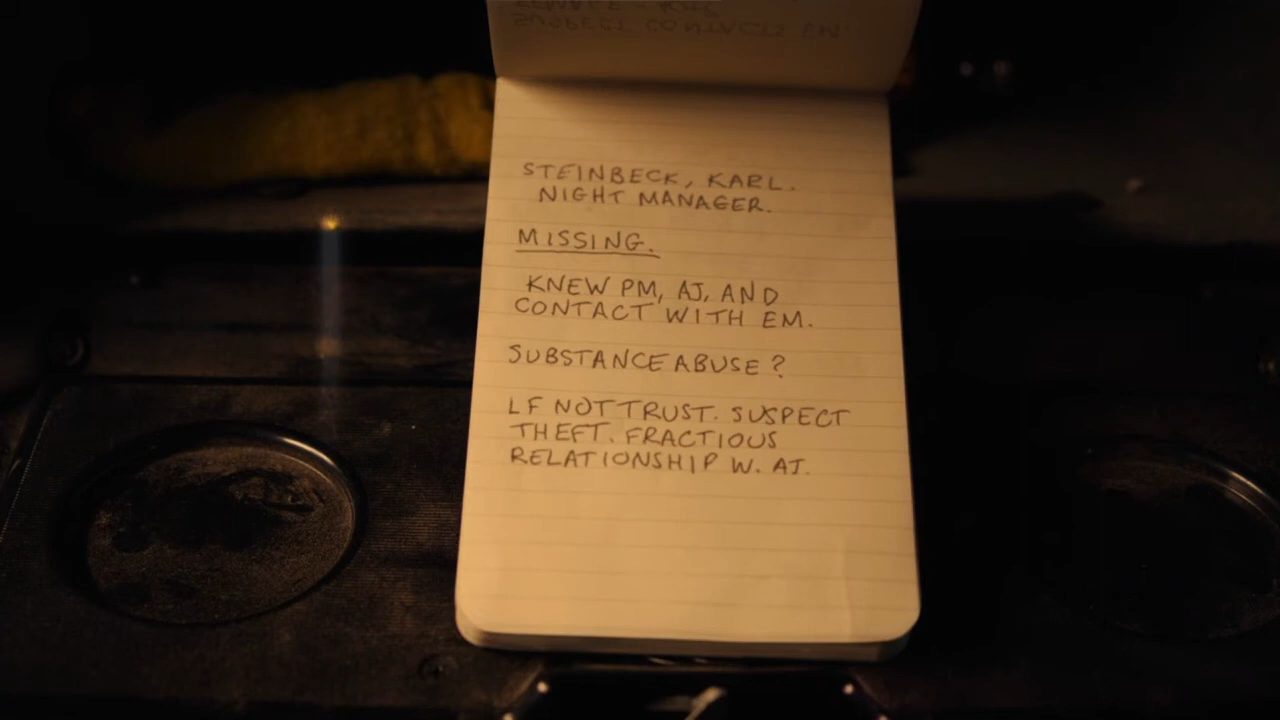 STEINBECK, KARL.
NIGHT MANAGER.
MISSING.
KNEW PM, AJ, AND
CONTACT WITH EM.
SUBSTANCE ABUSE?
LF NOT TRUST. SUSPECT
THEFT. FRACTIOUS
RELATIONSHIP W. AJ.